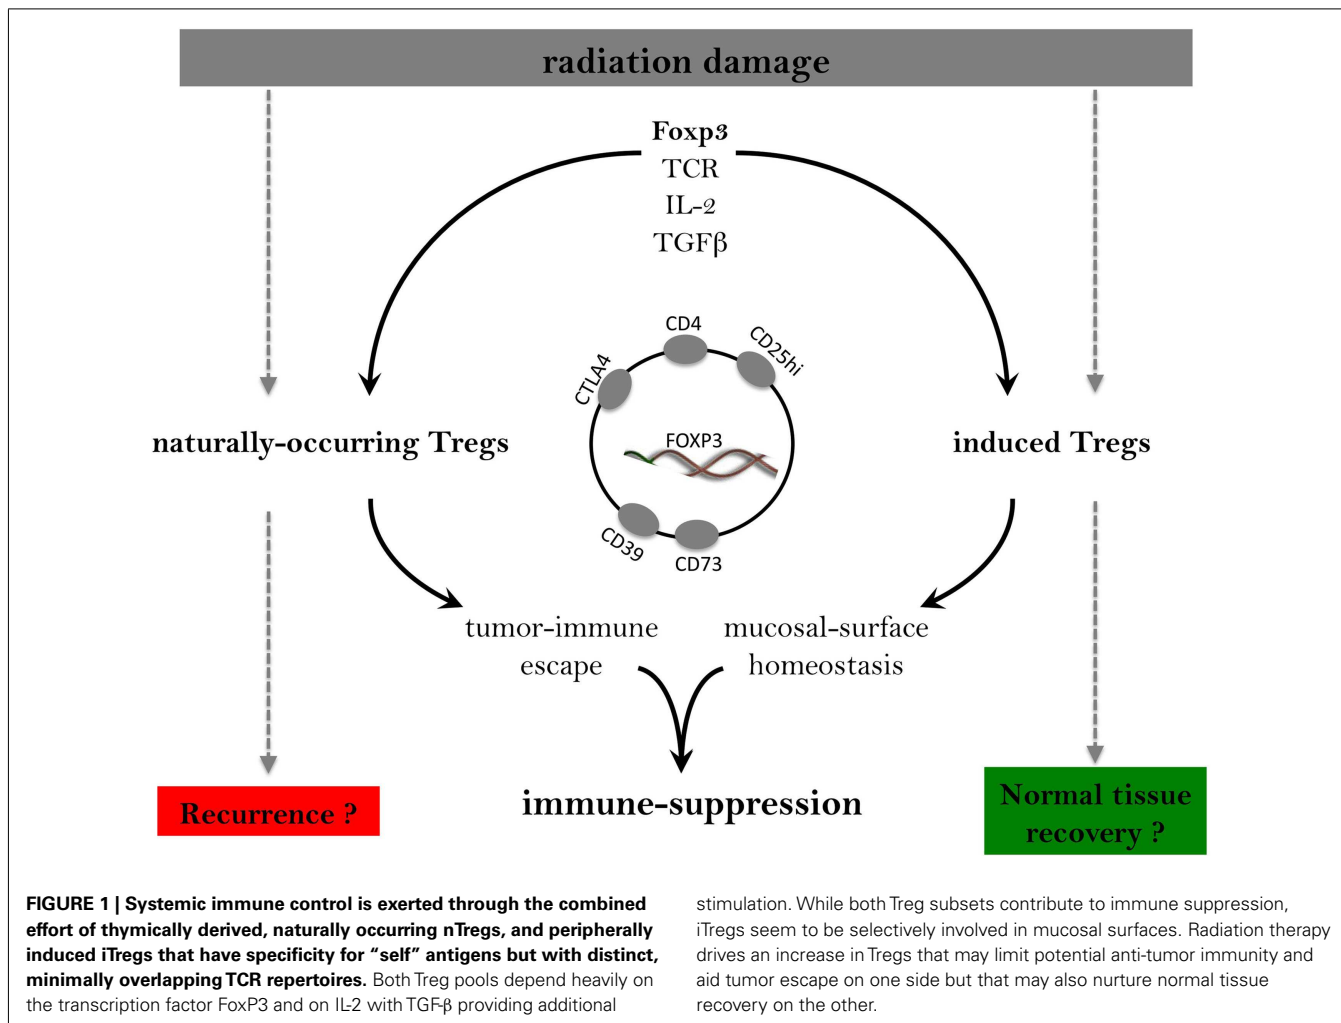 radiation damage
Foxp3
TCR
IL-2
TGFβ
CD4
CD25hi
CTLA4
FOXP3
CD39
CD73
naturally-occurring Tregs
induced Tregs
tumor-immune
escape
mucosal-surface
homeostasis
immune-suppression
Recurrence ?
Normal tissue
recovery ?
FIGURE 1 | Systemic immune control is exerted through the combined
effort of thymically derived, naturally occurring nTregs, and peripherally
induced iTregs that have specificity for “self” antigens but with distinct,
minimally overlapping TCR repertoires. Both Treg pools depend heavily on
the transcription factor FoxP3 and on IL-2 with TGF-β providing additional
stimulation. While both Treg subsets contribute to immune suppression,
iTregs seem to be selectively involved in mucosal surfaces. Radiation therapy
drives an increase in Tregs that may limit potential anti-tumor immunity and
aid tumor escape on one side but that may also nurture normal tissue
recovery on the other.